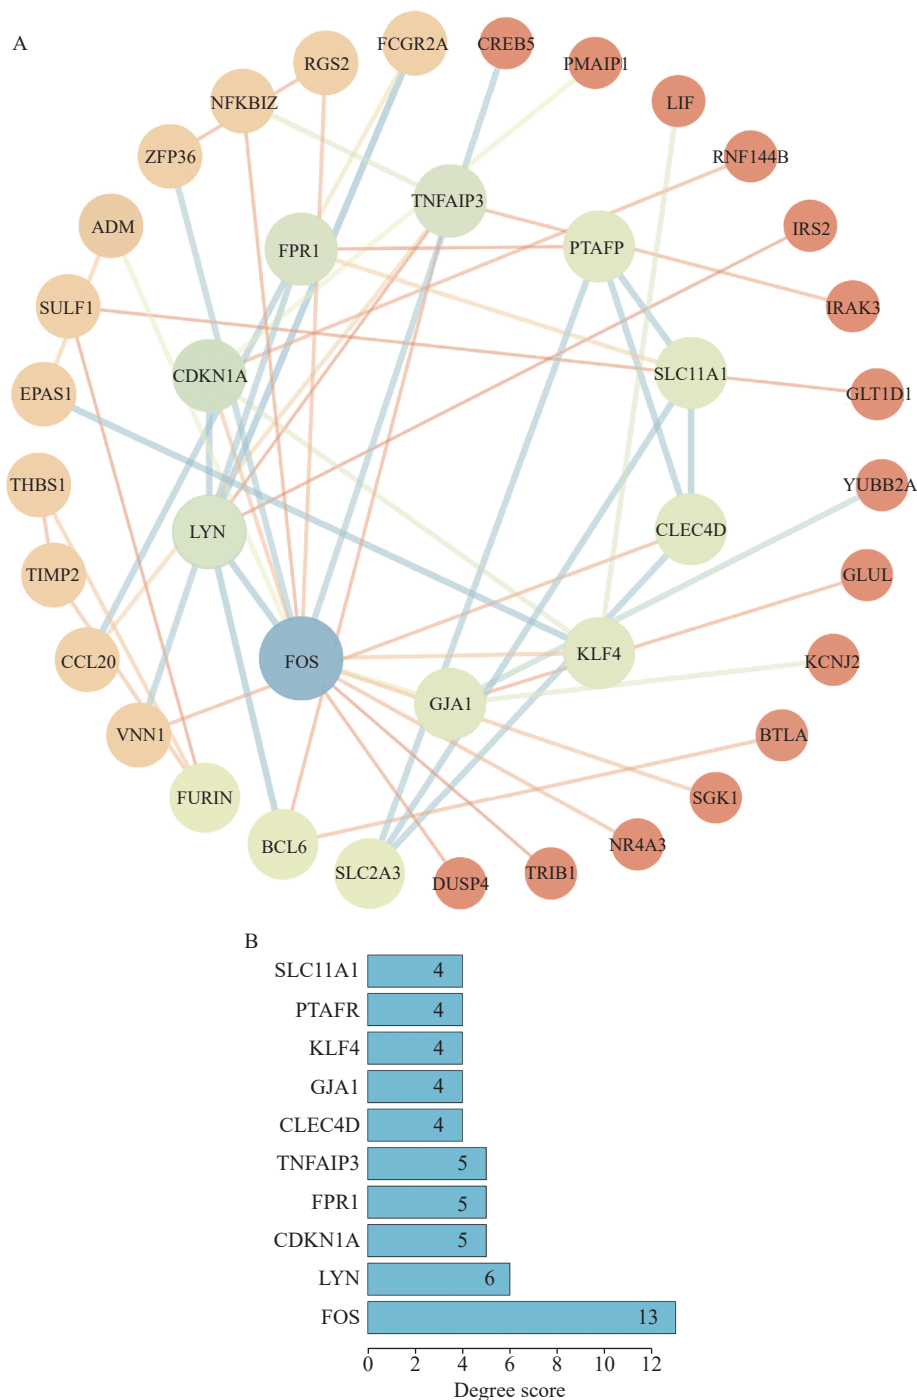 A
FCGR2A
CREB5
RGS2
PMAIP1
NFKBIZ
LIF
ZFP36
RNF144B
TNFAIP3
ADM
IRS2
FPR1
PTAFP
SULF1
IRAK3
CDKN1A
SLC11A1
EPAS1
GLT1D1
THBS1
YUBB2A
LYN
CLEC4D
TIMP2
GLUL
CCL20
FOS
KLF4
KCNJ2
GJA1
VNN1
BTLA
FURIN
SGK1
BCL6
NR4A3
SLC2A3
DUSP4
TRIB1
B
SLC11A1 4
PTAFR 4
KLF4 4
GJA1 4
CLEC4D 4
TNFAIP3 5
FPR1 5
CDKN1A 5
LYN 6
FOS 13
0 2 4 6 8 10 12
Degree score